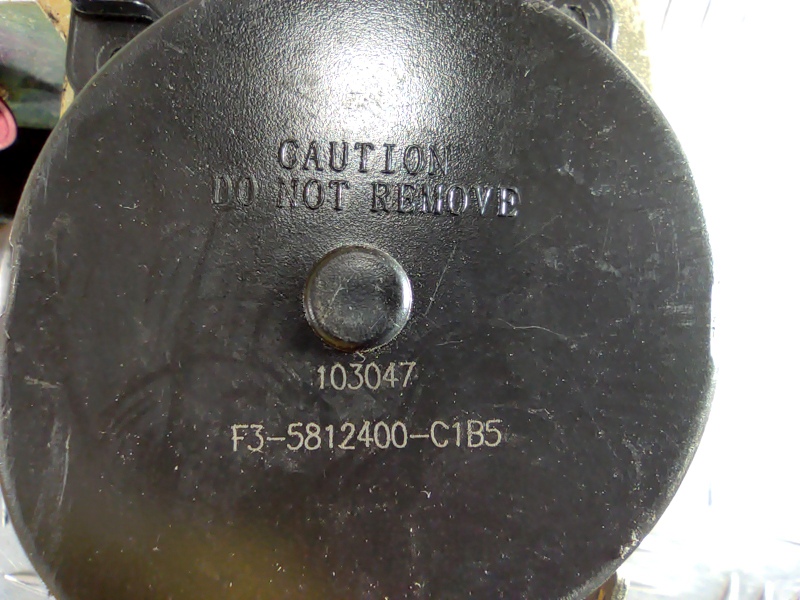 CAUTION
DO NOT REMOVE
103047
F3-5812400-C1B5